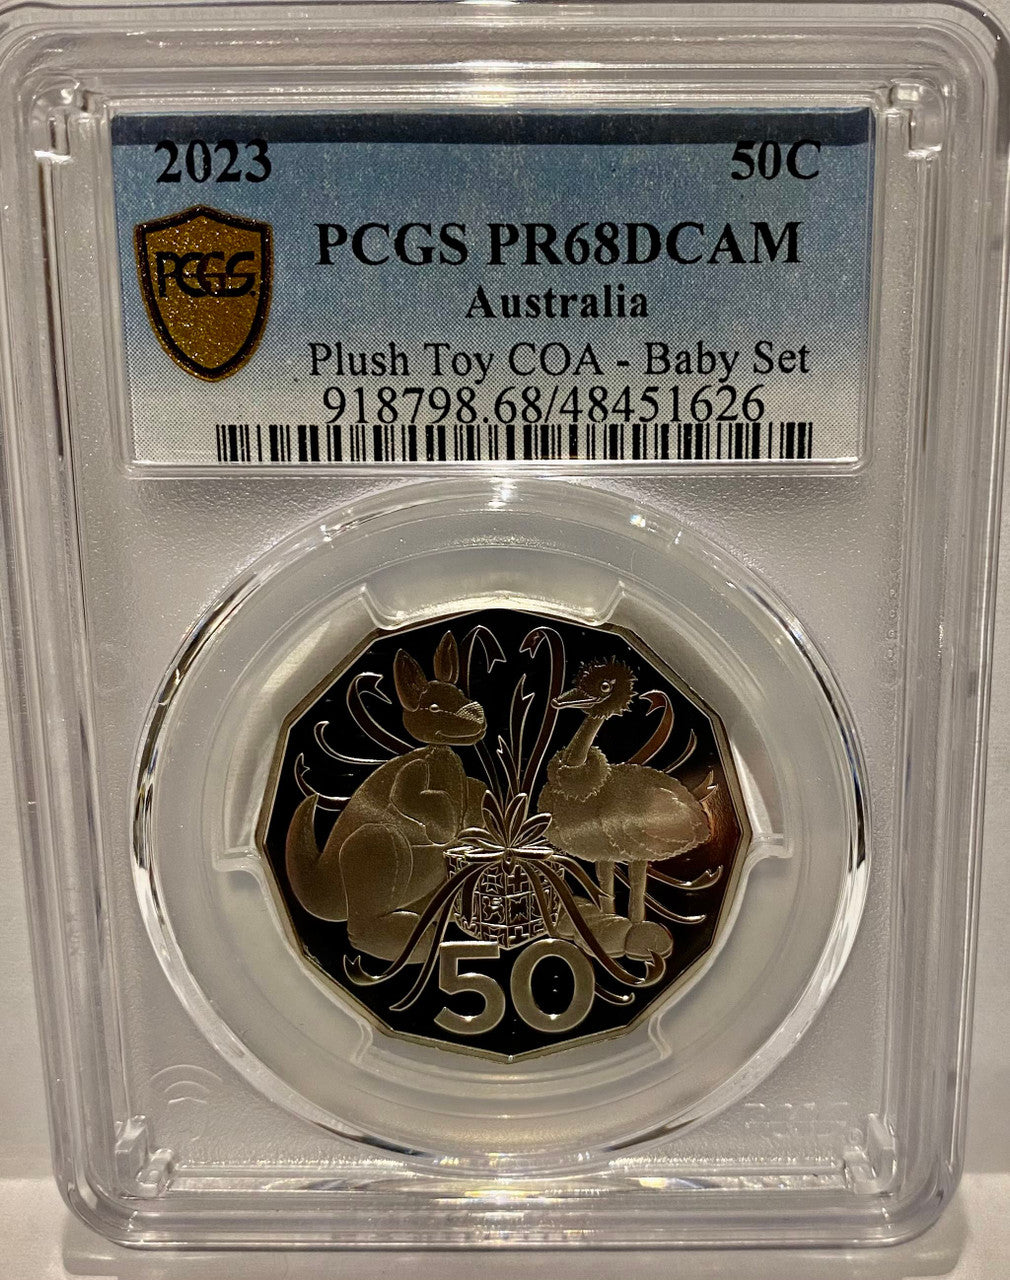 2023 50C
PCGS PCGS PR68DCAM
Australia
Plush Toy COA - Baby Set
918798.68/48451626
50